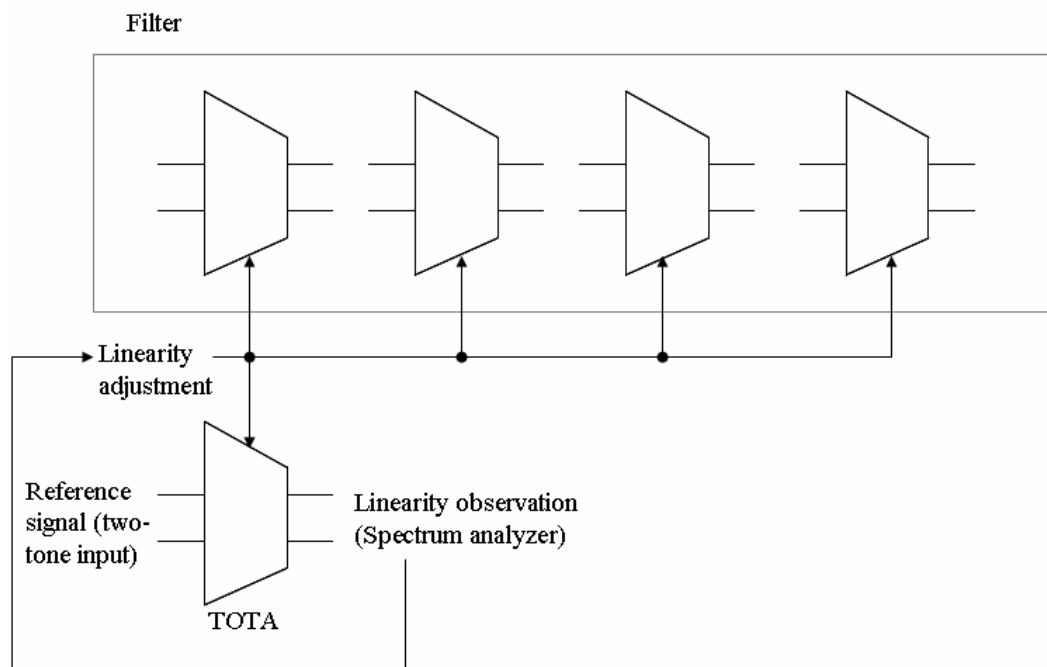 Filter
Linearity
adjustment
Reference
signal (two-
tone input)
Linearity observation
(Spectrum analyzer)
TOTA